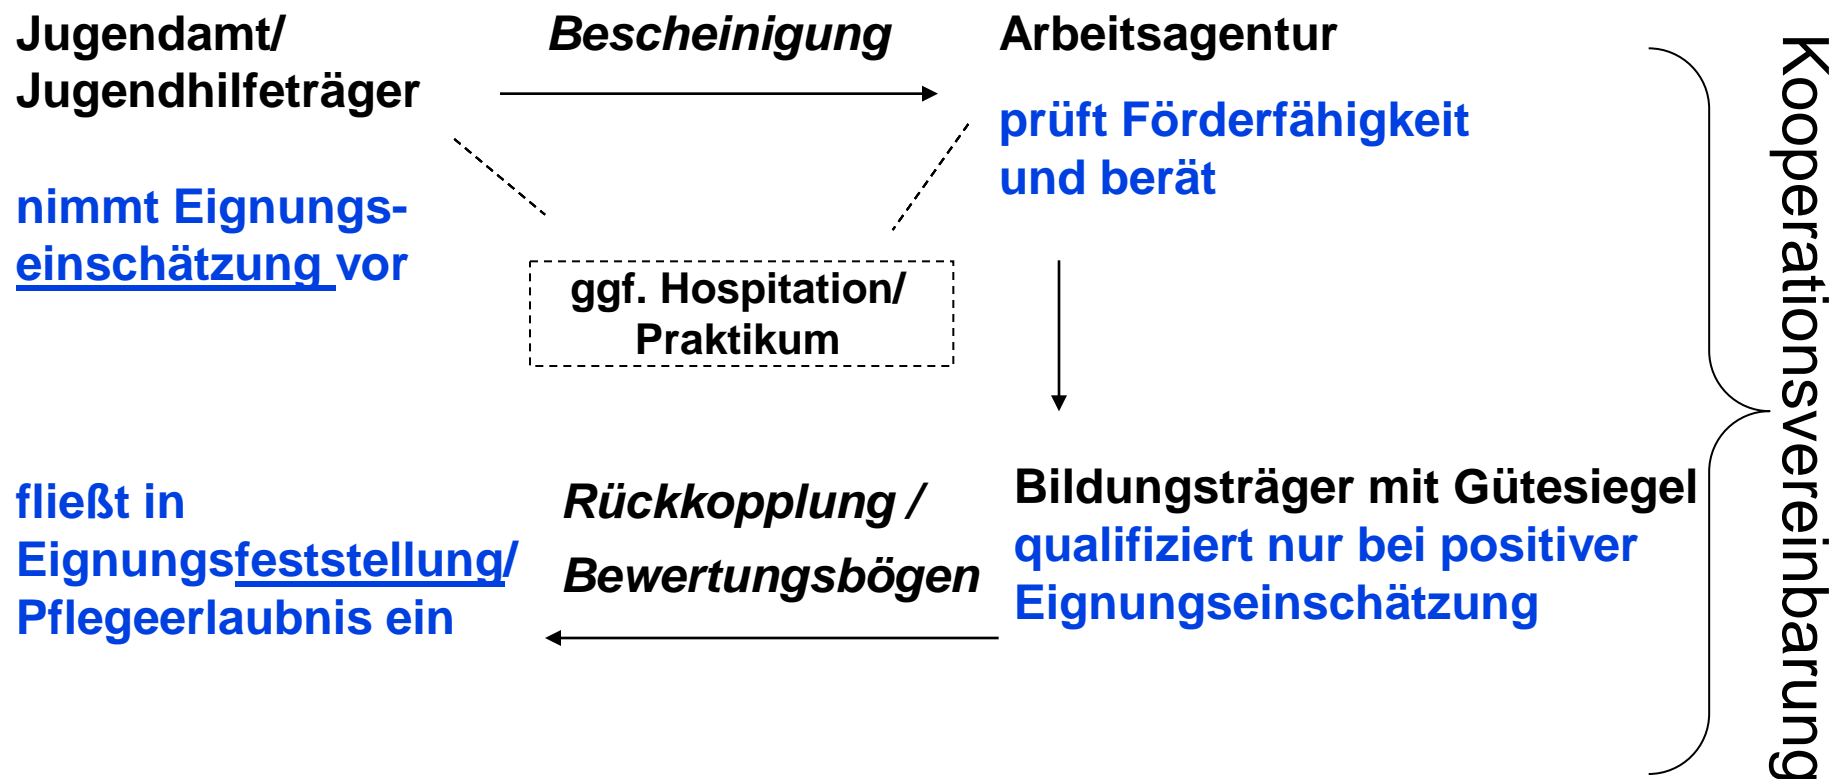 Jugendamt/
Jugendhilfeträger
Bescheinigung
Arbeitsagentur
prüft Förderfähigkeit
und berät
nimmt Eignungs-
einschätzung vor
ggf. Hospitation/
Praktikum
fließt in
Eignungsfeststellung/
Pflegeerlaubnis ein
Rückkopplung /
Bewertungsbögen
Bildungsträger mit Gütesiegel
qualifiziert nur bei positiver
Eignungseinschätzung
Kooperationsvereinbarung